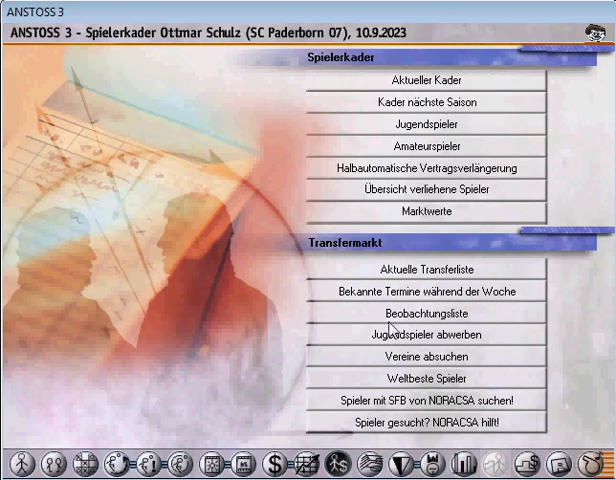 ANSTOSS 3
ANSTOSS 3 - Spielerkader Ottmar Schulz (SC Paderborn 07), 10.9.2023
Spielerkader
Aktueller Kader
Kader nächste Saison
Jugendspieler
Amateurspieler
Halbautomatische Vertragsverlängerung
Übersicht verliehene Spieler
Marktwerte
Transfermarkt
Aktuelle Transferliste
Bekannte Termine während der Woche
Beobachtungsliste
Jugendspieler abwerben
Vereine absuchen
Weltbeste Spieler
Spieler mit SFB von NORACSA suchen!
Spieler gesucht? NORACSA hilft!